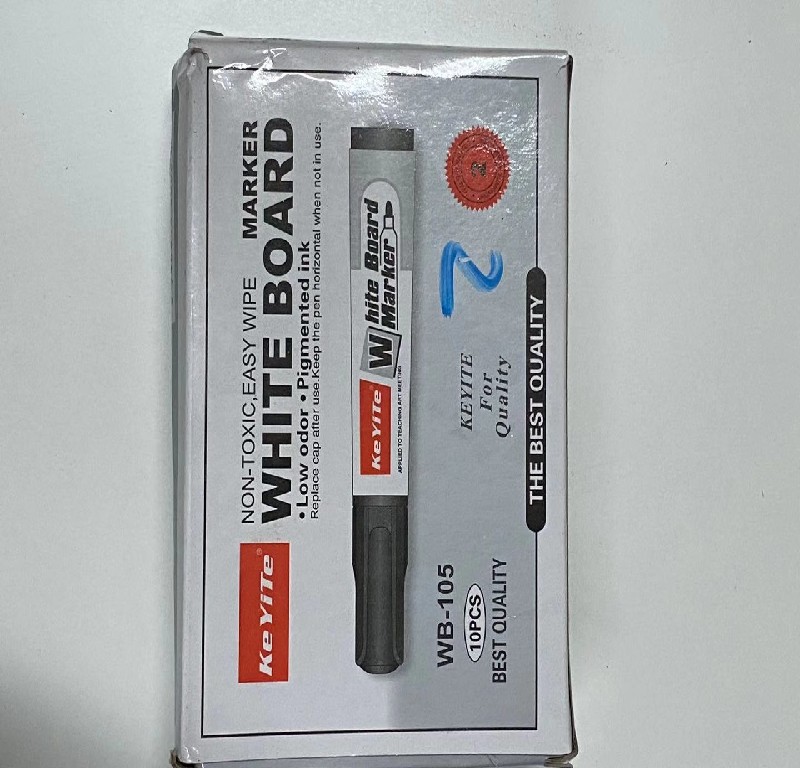 KeYiTe®
NON-TOXIC,EASY WIPE MARKER
WHITE BOARD
• Low odor • Pigmented ink
Replace cap after use.Keep the pen horizontal when not in use.
KeYiTe
White Board
Marker
APPLIED TO TEACHING ART MEETING
WB-105
10PCS
BEST QUALITY
KEYITE
For
Quality
2
THE BEST QUALITY